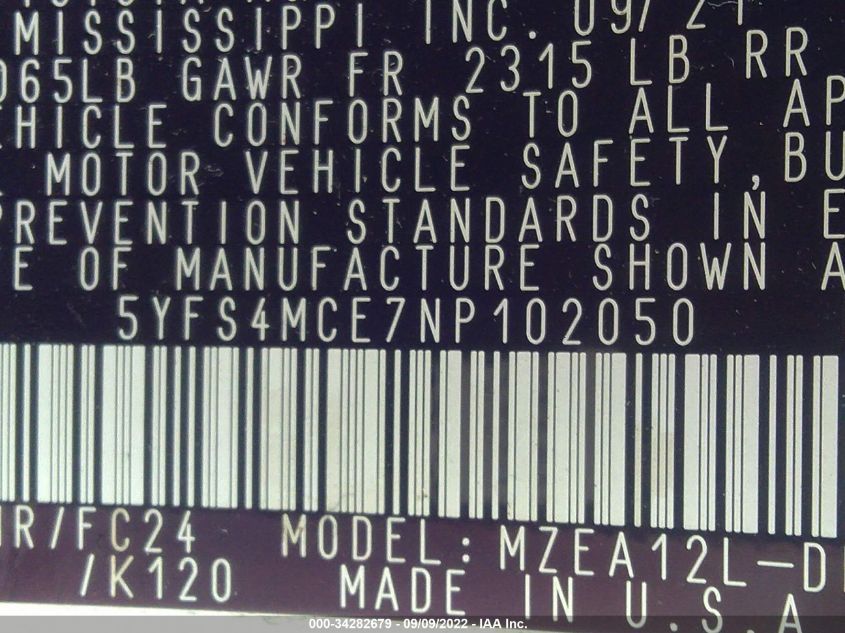 MISSISSIPPI INC. 09/21
065LB GAWR FR 2315 LB RR
EHICLE CONFORMS TO ALL AP
MOTOR VEHICLE SAFETY,BU
PREVENTION STANDARDS IN E
E OF MANUFACTURE SHOWN A
5YFS4MCE7NP102050
R/FC24 MODEL: MZEA12L-D
/K120 MADE IN U.S.A
000-34282679 - 09/09/2022 - IAA Inc.